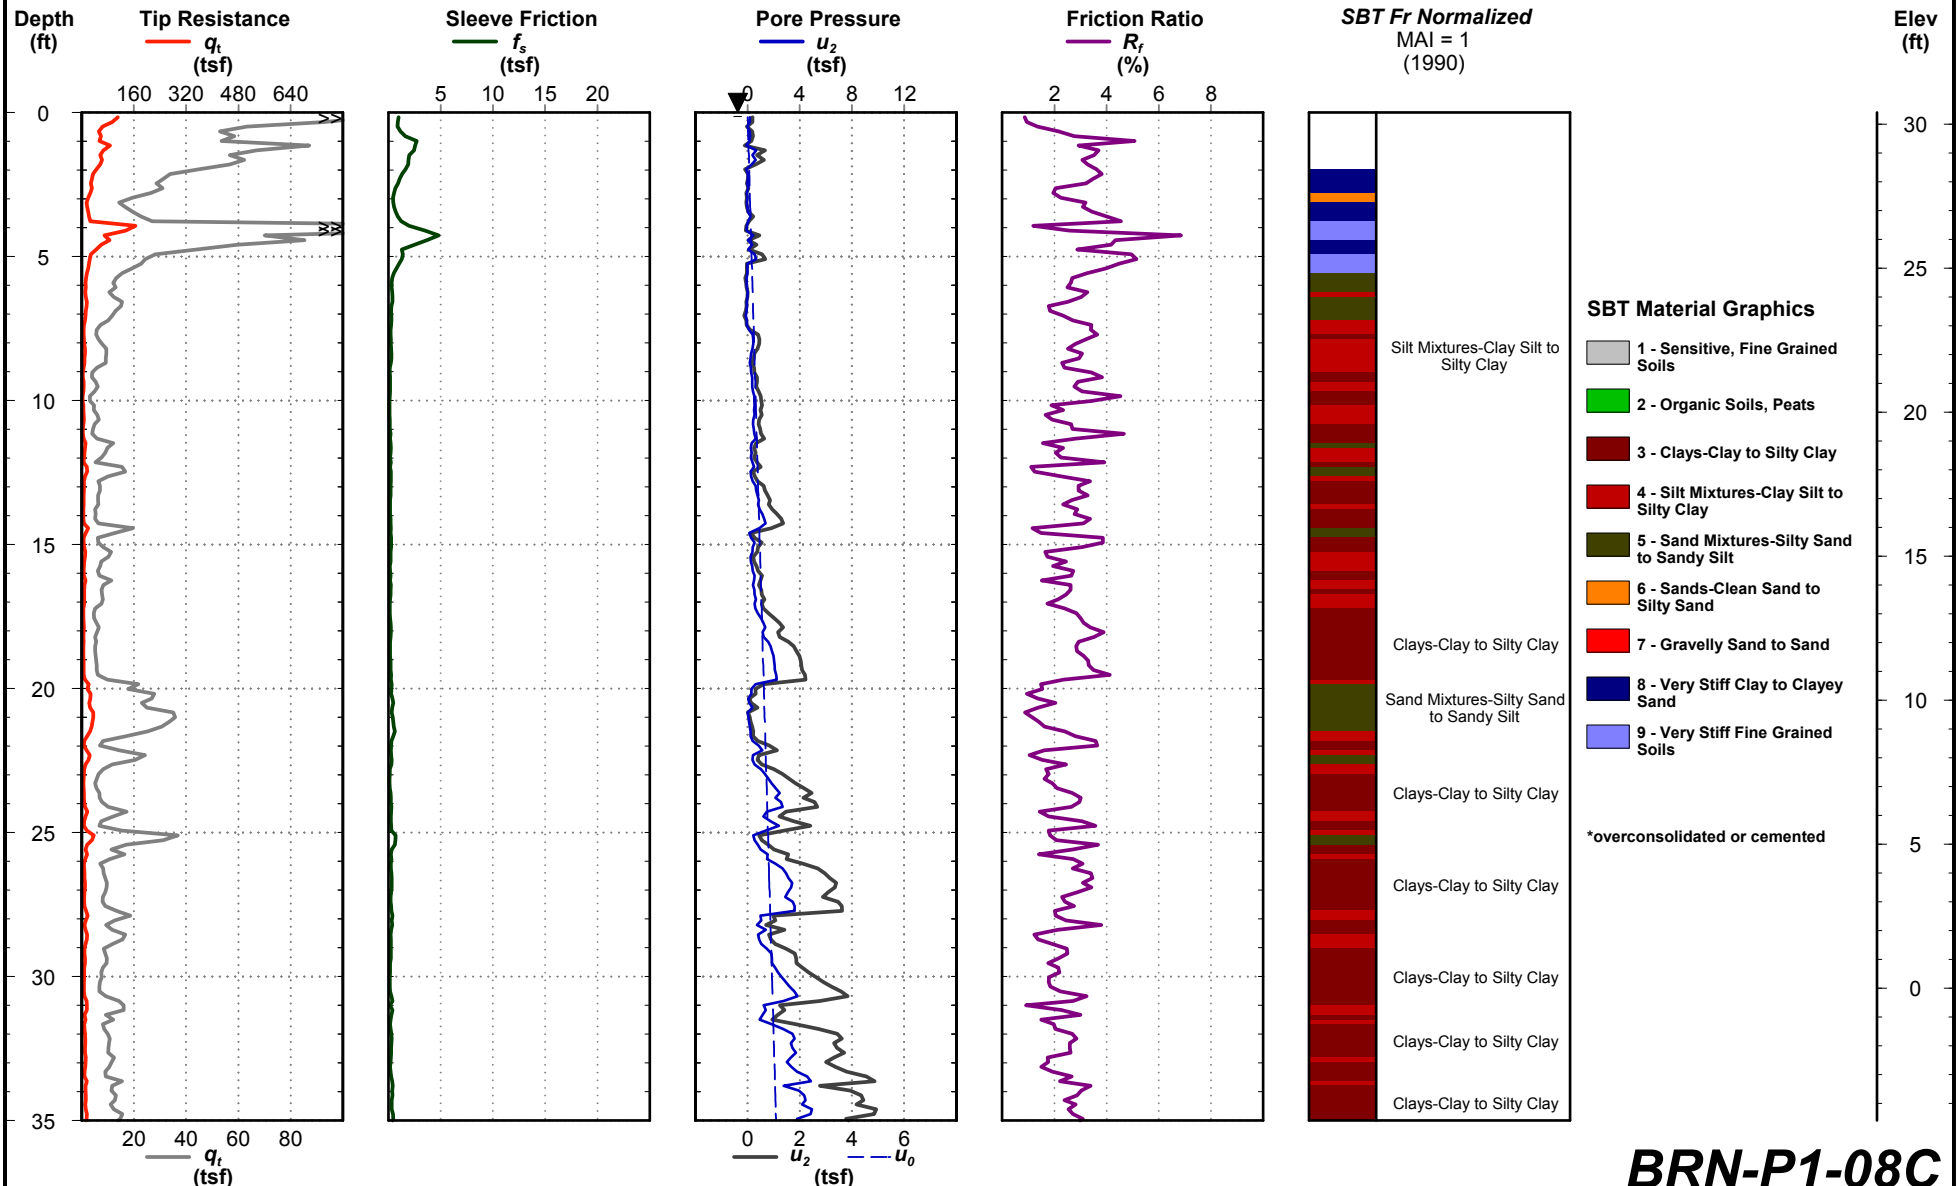 Depth
(ft)
Tip Resistance
qt
(tsf)
160 320 480 640
Sleeve Friction
fs
(tsf)
5 10 15 20
Pore Pressure
u2
(tsf)
0 4 8 12
Friction Ratio
Rf
(%)
2 4 6 8
SBT Fr Normalized
MAI = 1
(1990)
Elev
(ft)
0
5
10
15
20
25
30
35
>>
>>
Silt Mixtures-Clay Silt to
Silty Clay
Clays-Clay to Silty Clay
Sand Mixtures-Silty Sand
to Sandy Silt
Clays-Clay to Silty Clay
Clays-Clay to Silty Clay
Clays-Clay to Silty Clay
Clays-Clay to Silty Clay
Clays-Clay to Silty Clay
SBT Material Graphics
1 - Sensitive, Fine Grained
Soils
2 - Organic Soils, Peats
3 - Clays-Clay to Silty Clay
4 - Silt Mixtures-Clay Silt to
Silty Clay
5 - Sand Mixtures-Silty Sand
to Sandy Silt
6 - Sands-Clean Sand to
Silty Sand
7 - Gravelly Sand to Sand
8 - Very Stiff Clay to Clayey
Sand
9 - Very Stiff Fine Grained
Soils
*overconsolidated or cemented
30
25
20
15
10
5
0
20 40 60 80
qt
(tsf)
0 2 4 6
u2 u0
(tsf)
BRN-P1-08C